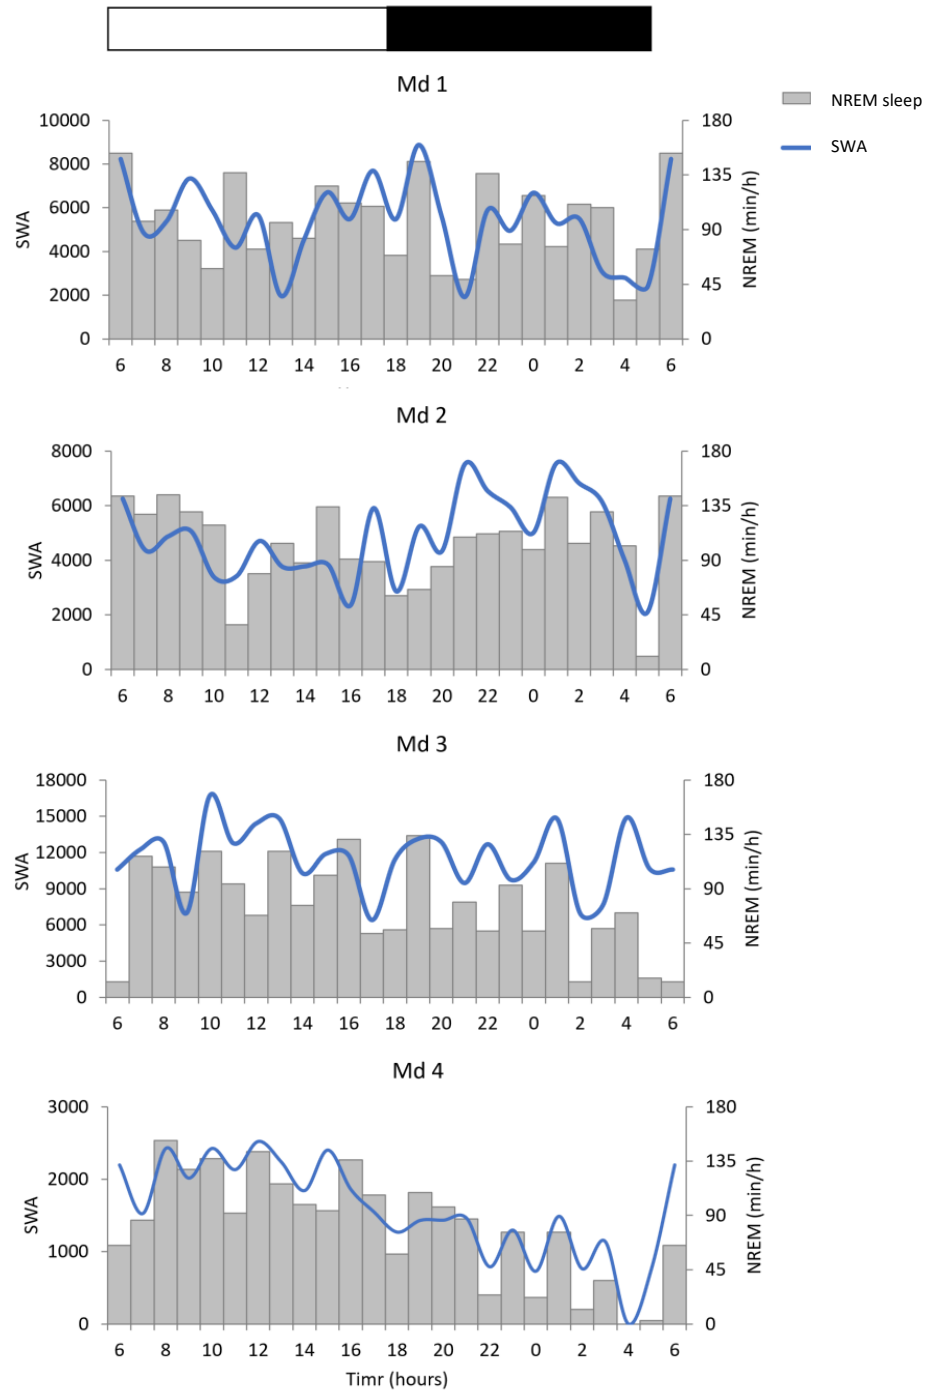 Md 1
NREM sleep
SWA
10000 180
8000 135
6000 90
4000 45
2000
0 0
SWA
NREM (min/h)
6 8 10 12 14 16 18 20 22 0 2 4 6
Md 2
8000 180
6000 135
4000 90
2000 45
0 0
SWA
NREM (min/h)
6 8 10 12 14 16 18 20 22 0 2 4 6
Md 3
18000 180
15000 135
12000 90
9000 45
6000
3000
0 0
SWA
NREM (min/h)
6 8 10 12 14 16 18 20 22 0 2 4 6
Md 4
3000 180
2000 135
1000 90
45
0 0
SWA
NREM (min/h)
6 8 10 12 14 16 18 20 22 0 2 4 6
Timr (hours)